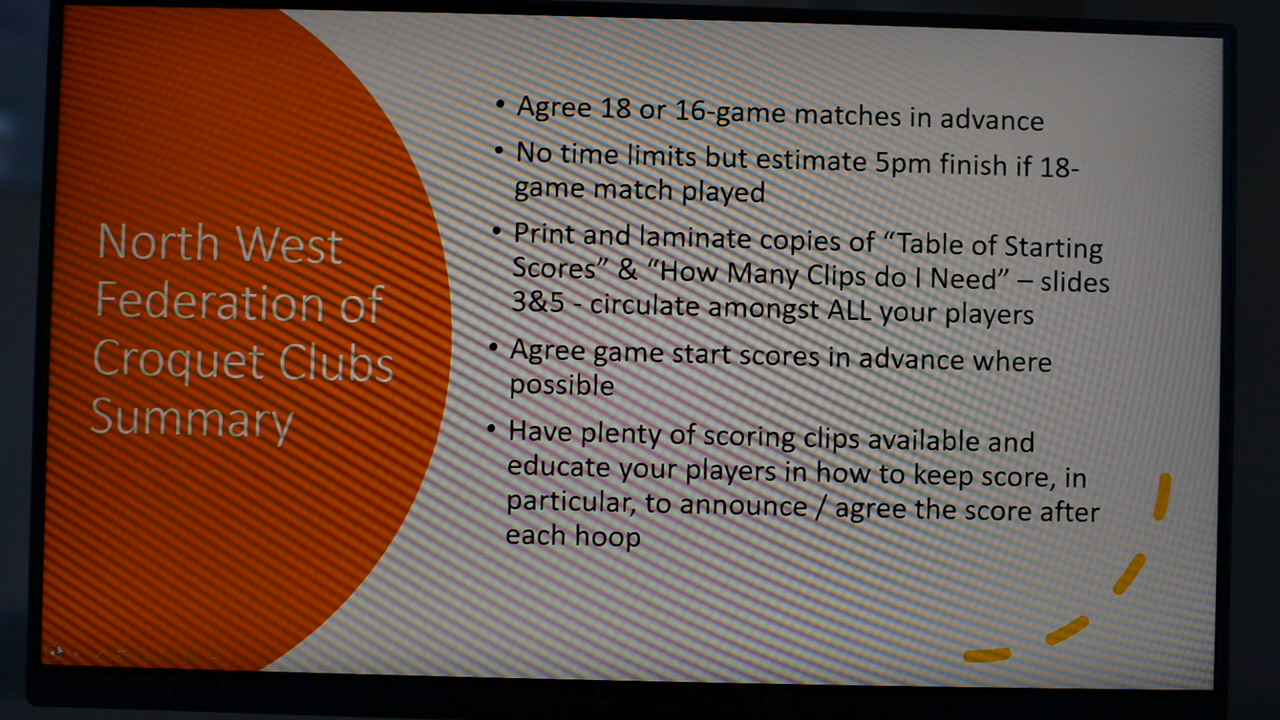 North West
Federation of
Croquet Clubs
Summary
• Agree 18 or 16-game matches in advance
• No time limits but estimate 5pm finish if 18-
game match played
• Print and laminate copies of “Table of Starting
Scores” & “How Many Clips do I Need” – slides
3&5 - circulate amongst ALL your players
• Agree game start scores in advance where
possible
• Have plenty of scoring clips available and
educate your players in how to keep score, in
particular, to announce / agree the score after
each hoop